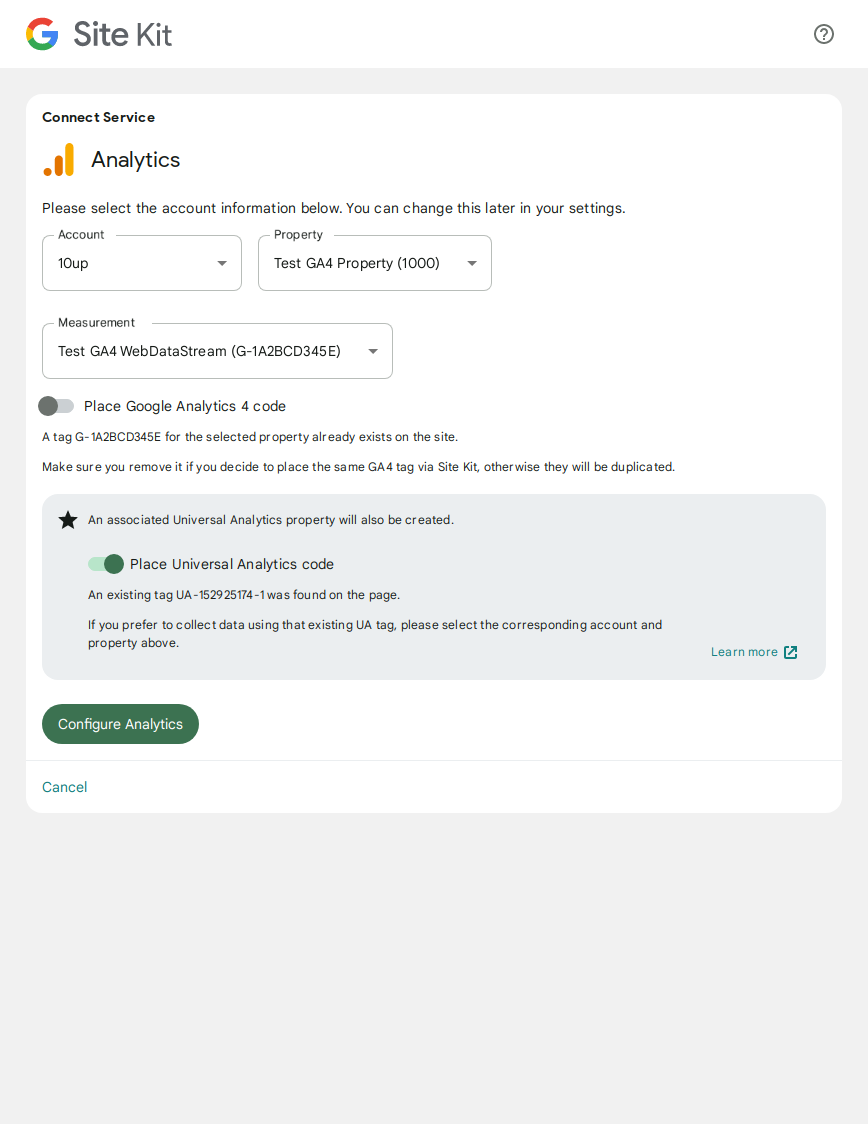 Site Kit
Connect Service
Analytics
Please select the account information below. You can change this later in your settings.
Account
10up
Property
Test GA4 Property (1000)
Measurement
Test GA4 WebDataStream (G-1A2BCD345E)
Place Google Analytics 4 code
A tag G-1A2BCD345E for the selected property already exists on the site.
Make sure you remove it if you decide to place the same GA4 tag via Site Kit, otherwise they will be duplicated.
An associated Universal Analytics property will also be created.
Place Universal Analytics code
An existing tag UA-152925174-1 was found on the page.
If you prefer to collect data using that existing UA tag, please select the corresponding account and
property above.
Learn more
Configure Analytics
Cancel